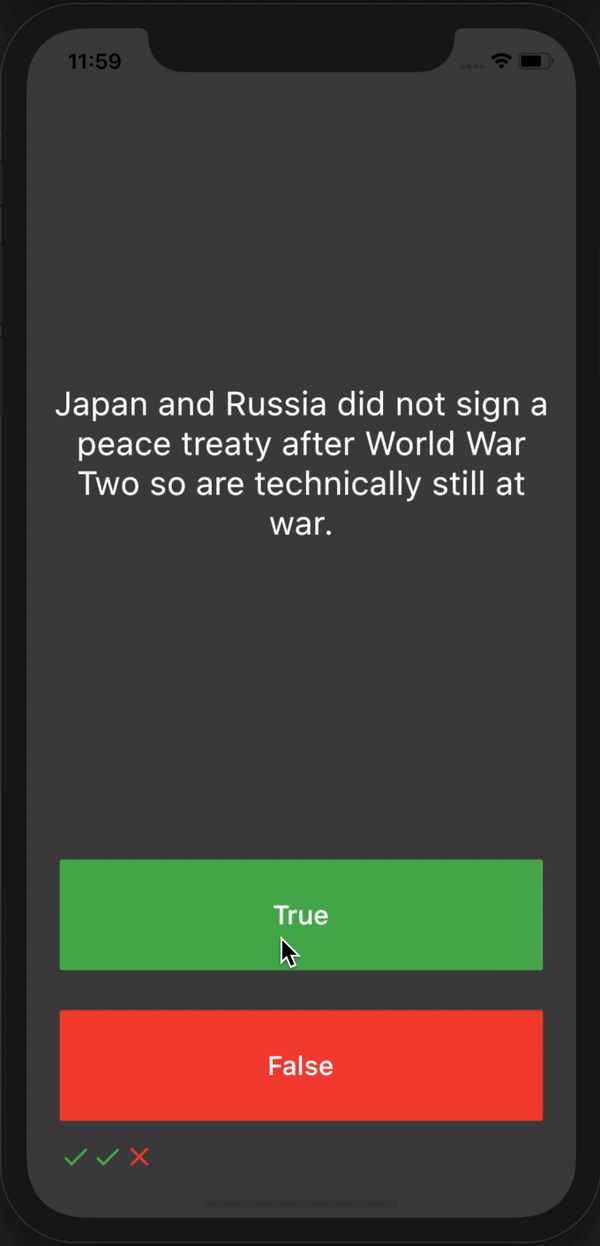 11:59
Japan and Russia did not sign a
peace treaty after World War
Two so are technically still at
war.
True
False